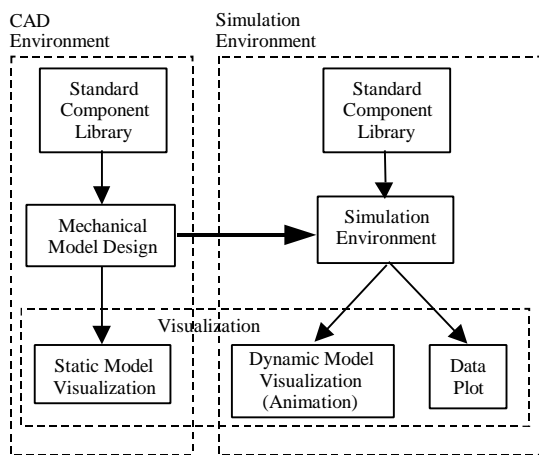 CAD
Environment
Simulation
Environment
Standard
Component
Library
Standard
Component
Library
Mechanical
Model Design
Simulation
Environment
Visualization
Static Model
Visualization
Dynamic Model
Visualization
(Animation)
Data
Plot